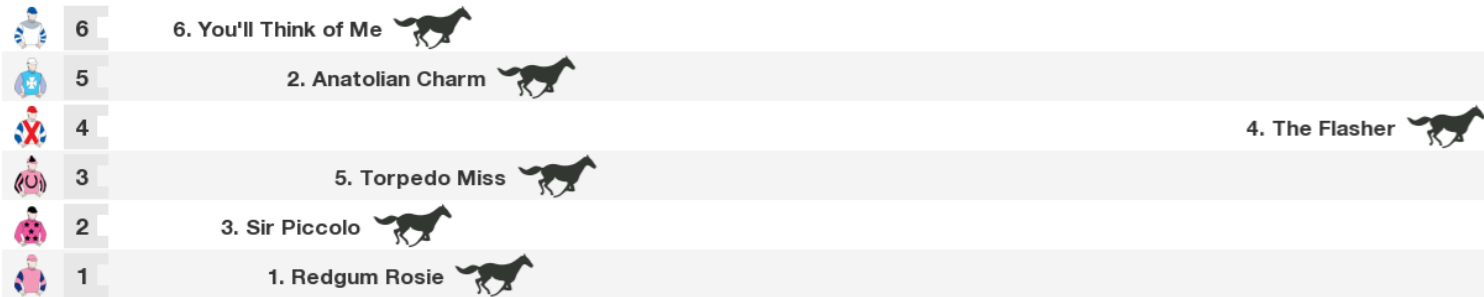 6 6. You'll Think of Me
5 2. Anatolian Charm
4 4. The Flasher
3 5. Torpedo Miss
2 3. Sir Piccolo
1 1. Redgum Rosie